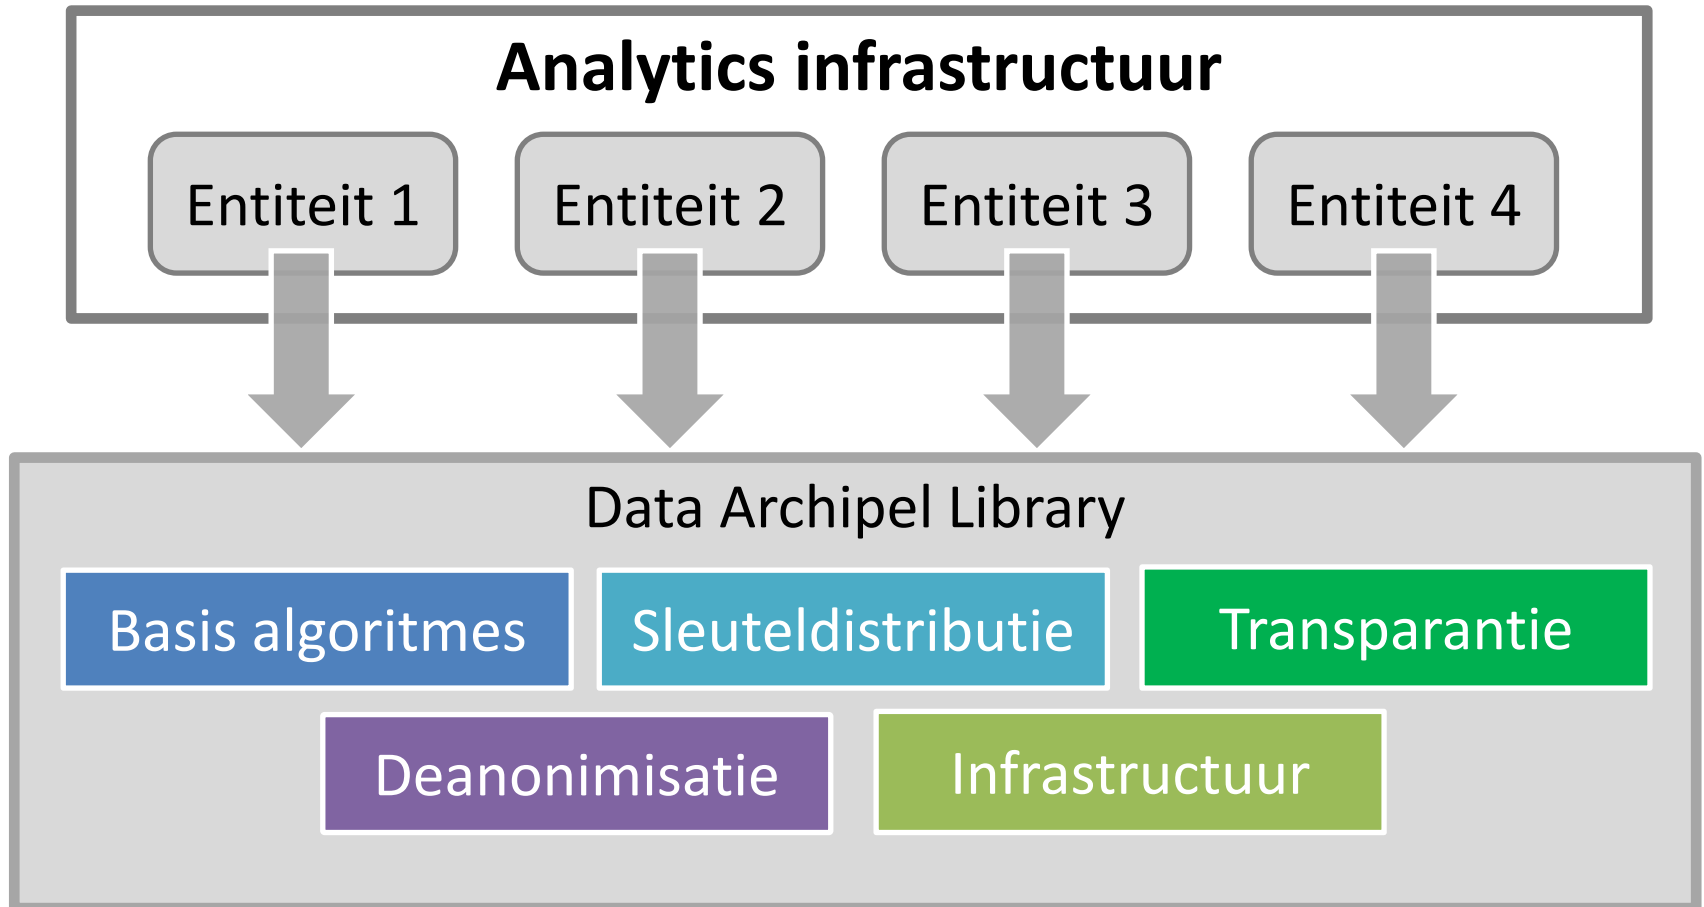 Analytics infrastructuur
Entiteit 1
Entiteit 2
Entiteit 3
Entiteit 4
Data Archipel Library
Basis algoritmes
Sleuteldistributie
Transparantie
Deanonimisatie
Infrastructuur